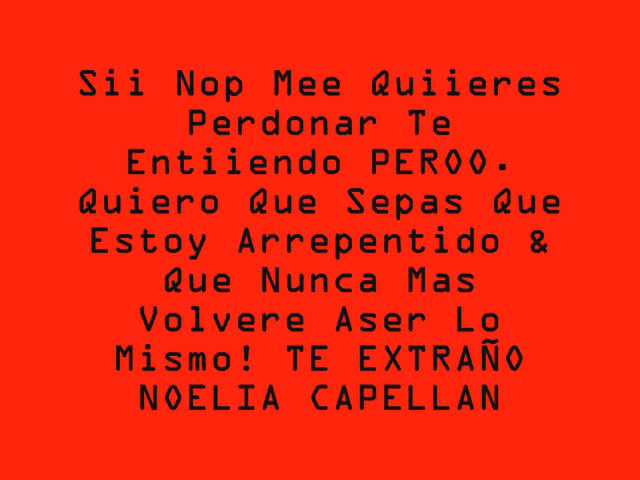 Sii Nop Mee Quiieres
Perdonar Te
Entiiendo PEROO.
Quiero Que Sepas Que
Estoy Arrepentido &
Que Nunca Mas
Volvere Aser Lo
Mismo! TE EXTRAÑO
NOELIA CAPELLAN